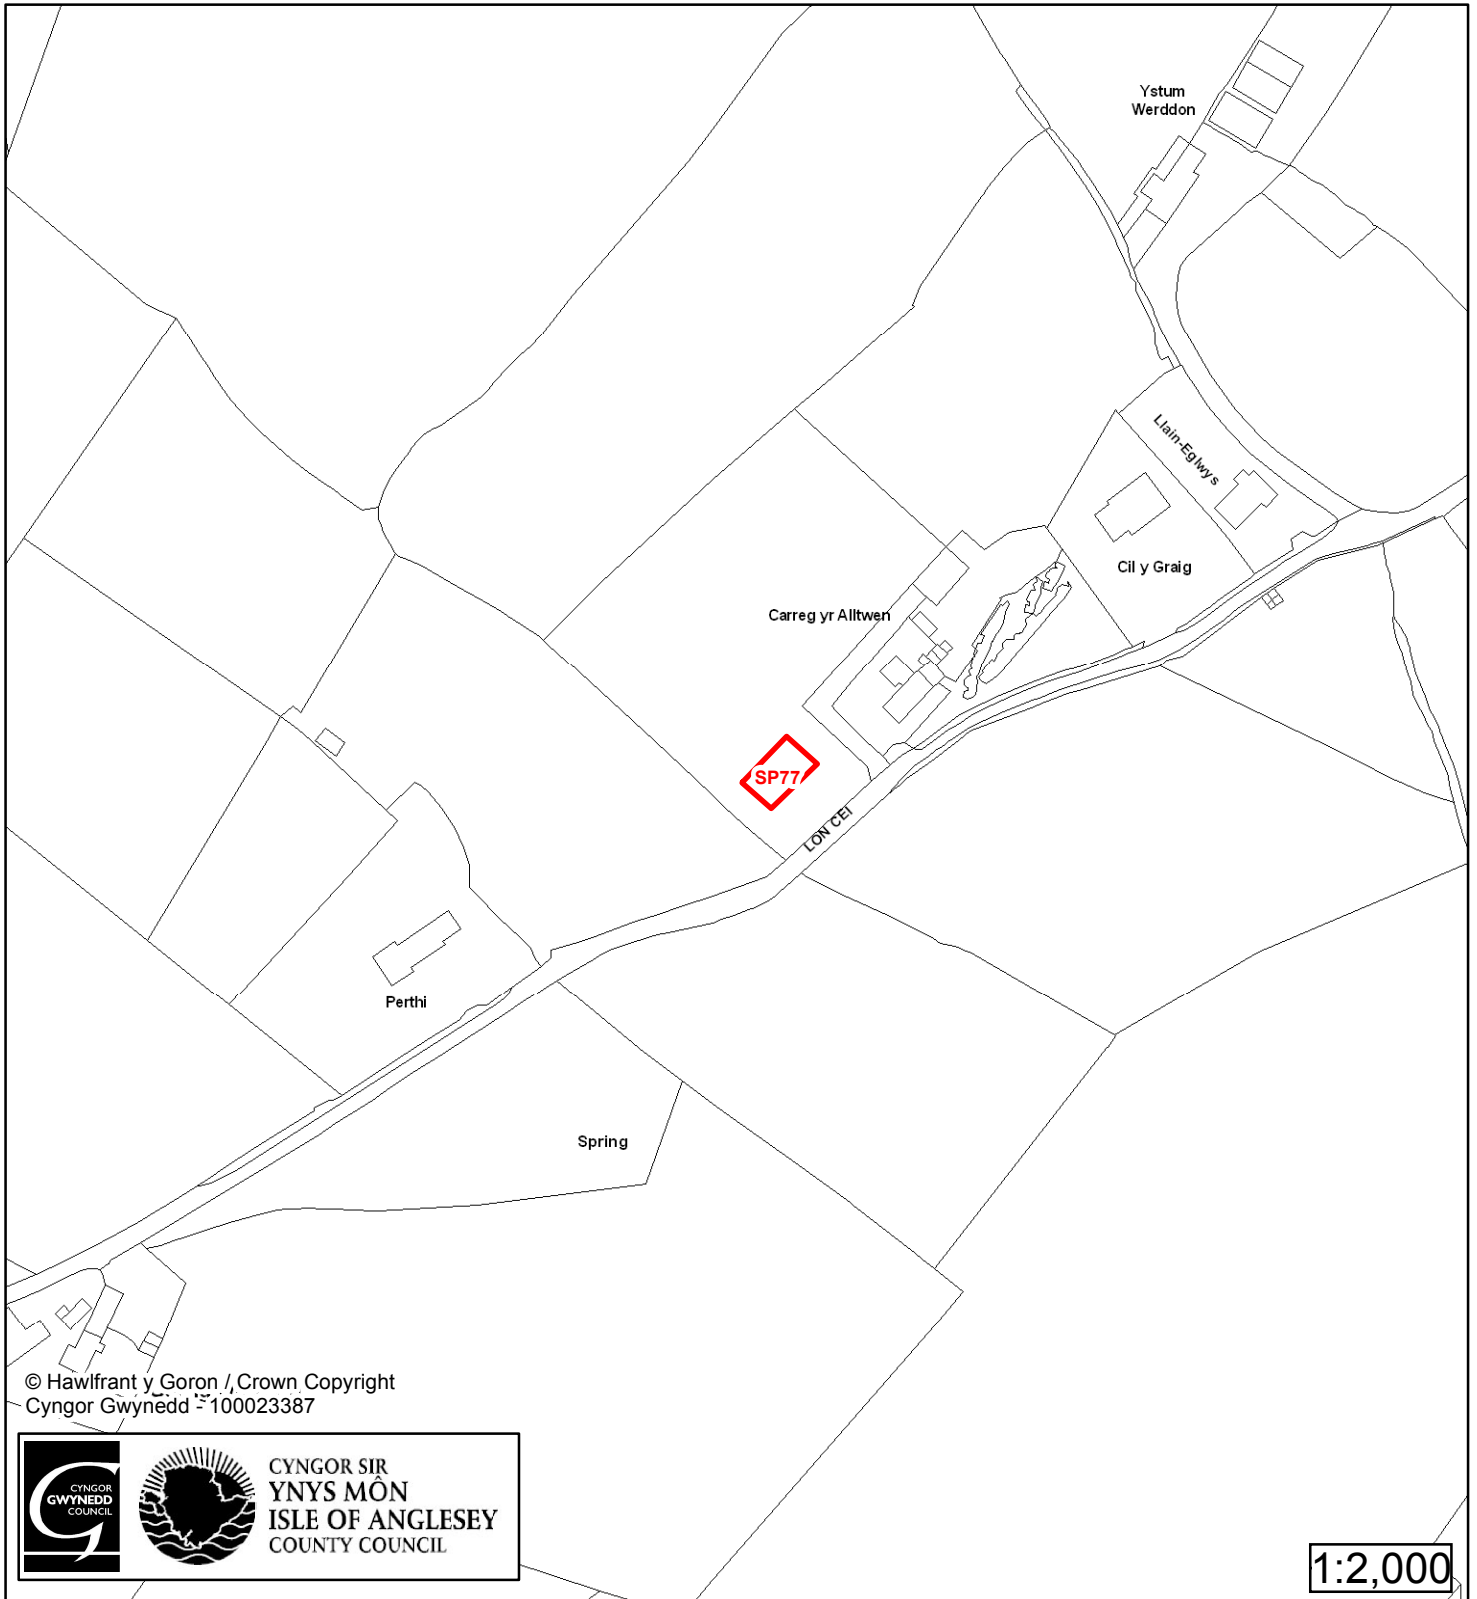 Ystum
Werddon
Llain-Eglwys
Cil y Graig
Carreg yr Alltwen
SP77
LON CEI
Perthi
Spring
© Hawlfrant y Goron / Crown Copyright
Cyngor Gwynedd - 100023387
CYNGOR
GWYNEDD
COUNCIL
CYNGOR SIR
YNYS MÔN
ISLE OF ANGLESEY
COUNTY COUNCIL
1:2,000